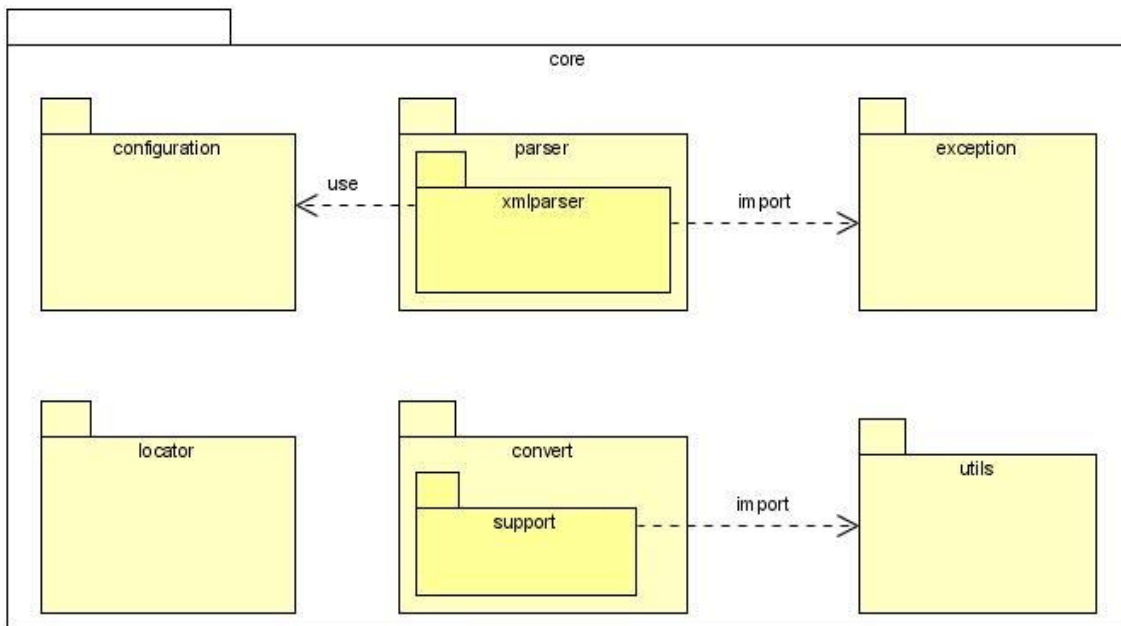 core
configuration
parser
exception
use
xmlparser
import
locator
convert
utils
support
import